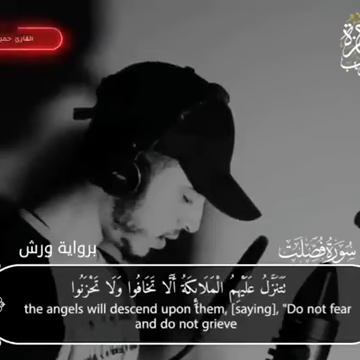 القارئ حمز
برواية ورش
سورة فصلت
تَتَنَزَّلُ عَلَيْهِمُ الْمَلَائِكَةُ أَلَّا تَخَافُوا وَلَا تَحْزَنُوا
the angels will descend upon them, [saying], "Do not fear
and do not grieve